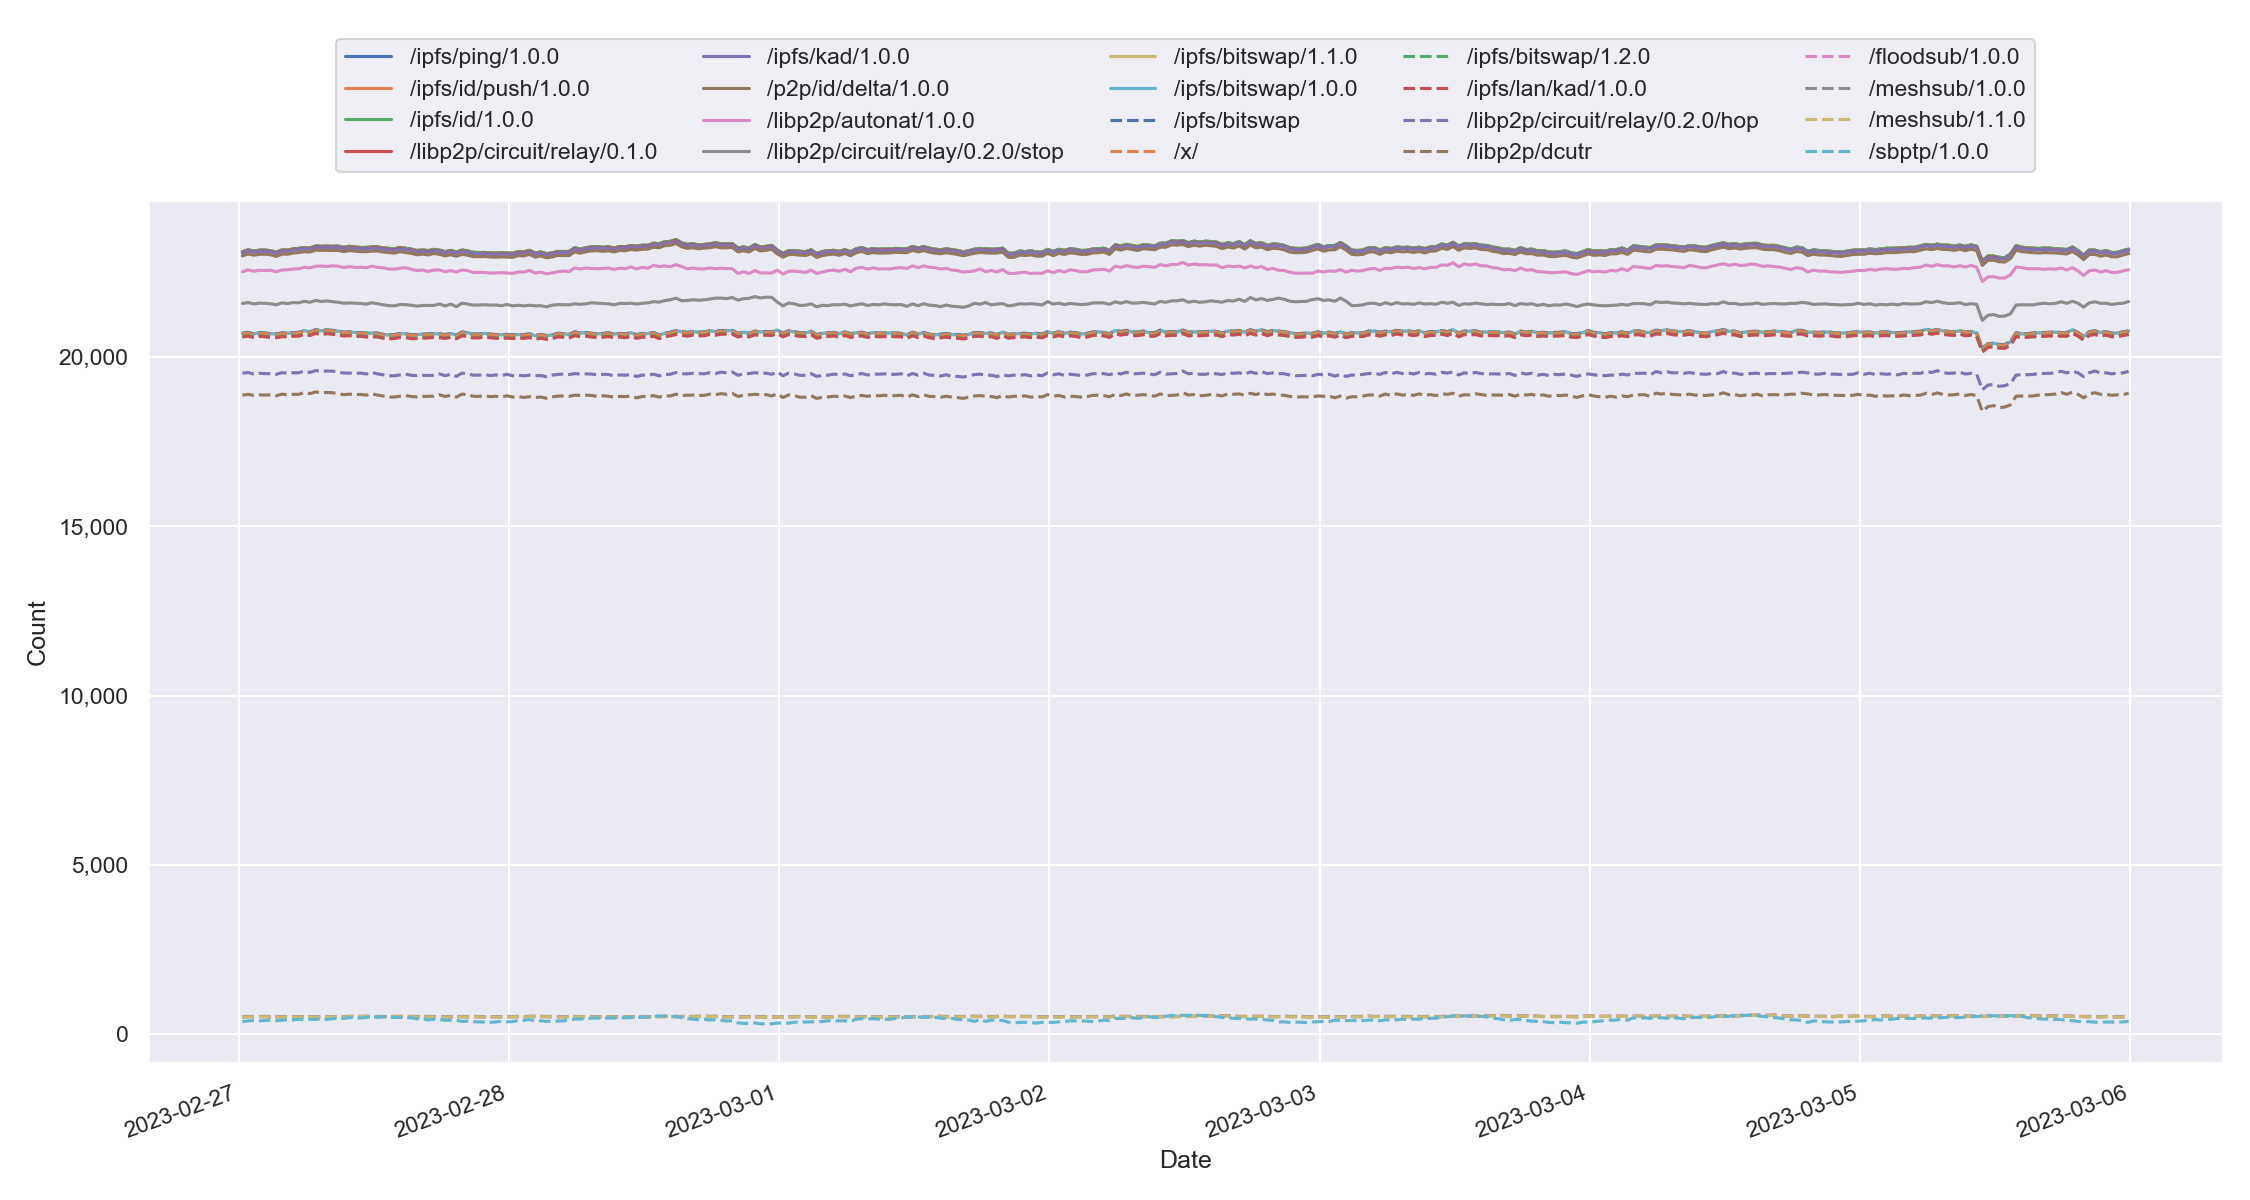 /ipfs/ping/1.0.0
/ipfs/id/push/1.0.0
/ipfs/id/1.0.0
/libp2p/circuit/relay/0.1.0
/ipfs/kad/1.0.0
/p2p/id/delta/1.0.0
/libp2p/autonat/1.0.0
/libp2p/circuit/relay/0.2.0/stop
/ipfs/bitswap/1.1.0
/ipfs/bitswap/1.0.0
/ipfs/bitswap
/x/
/ipfs/bitswap/1.2.0
/ipfs/lan/kad/1.0.0
/libp2p/circuit/relay/0.2.0/hop
/libp2p/dcutr
/floodsub/1.0.0
/meshsub/1.0.0
/meshsub/1.1.0
/sbptp/1.0.0
20,000
15,000
10,000
5,000
0
Count
2023-02-27
2023-02-28
2023-03-01
2023-03-02
2023-03-03
2023-03-04
2023-03-05
2023-03-06
Date